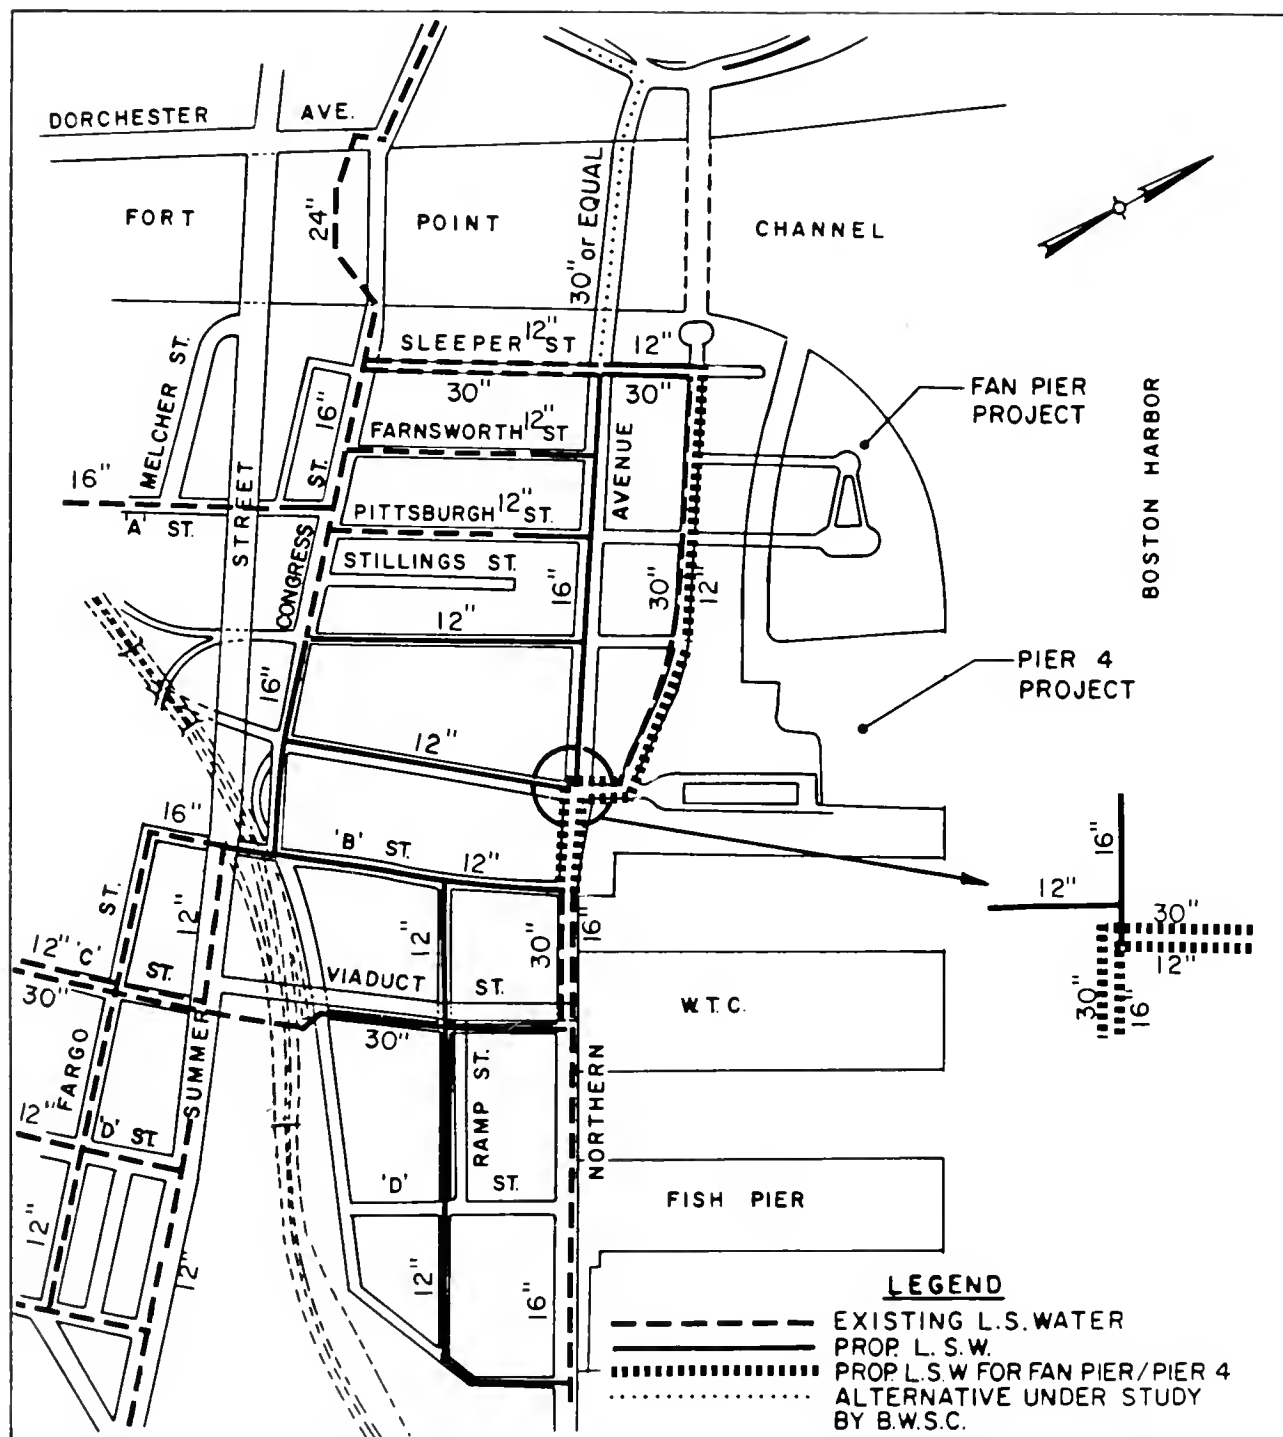 DORCHESTER AVE.
FORT POINT CHANNEL
24"
30" or EQUAL
SLEEPER ST
12"
12"
30"
30"
MELCHER ST.
16"
FARNSWORTH ST
12"
AVENUE
FAN PIER
PROJECT
BOSTON HARBOR
16"
'A' ST.
STREET
CONGRESS ST.
PITTSBURGH ST.
12"
STILLINGS ST.
16"
30"
12"
12"
16"
PIER 4
PROJECT
12"
16"
'B' ST.
12"
16"
12"
30"
12"
30"
16"
ST.
12"
12"
30"
16"
12" 'C' ST.
30"
VIADUCT ST.
30"
W.T.C.
FARGO
SUMMER
RAMP ST.
NORTHERN
12"
'D' ST.
'D' ST.
FISH PIER
12"
12"
12"
16"
LEGEND
EXISTING L.S. WATER
PROP. L. S.W.
PROP. L.S.W FOR FAN PIER/PIER 4
ALTERNATIVE UNDER STUDY
BY B.W.S.C.